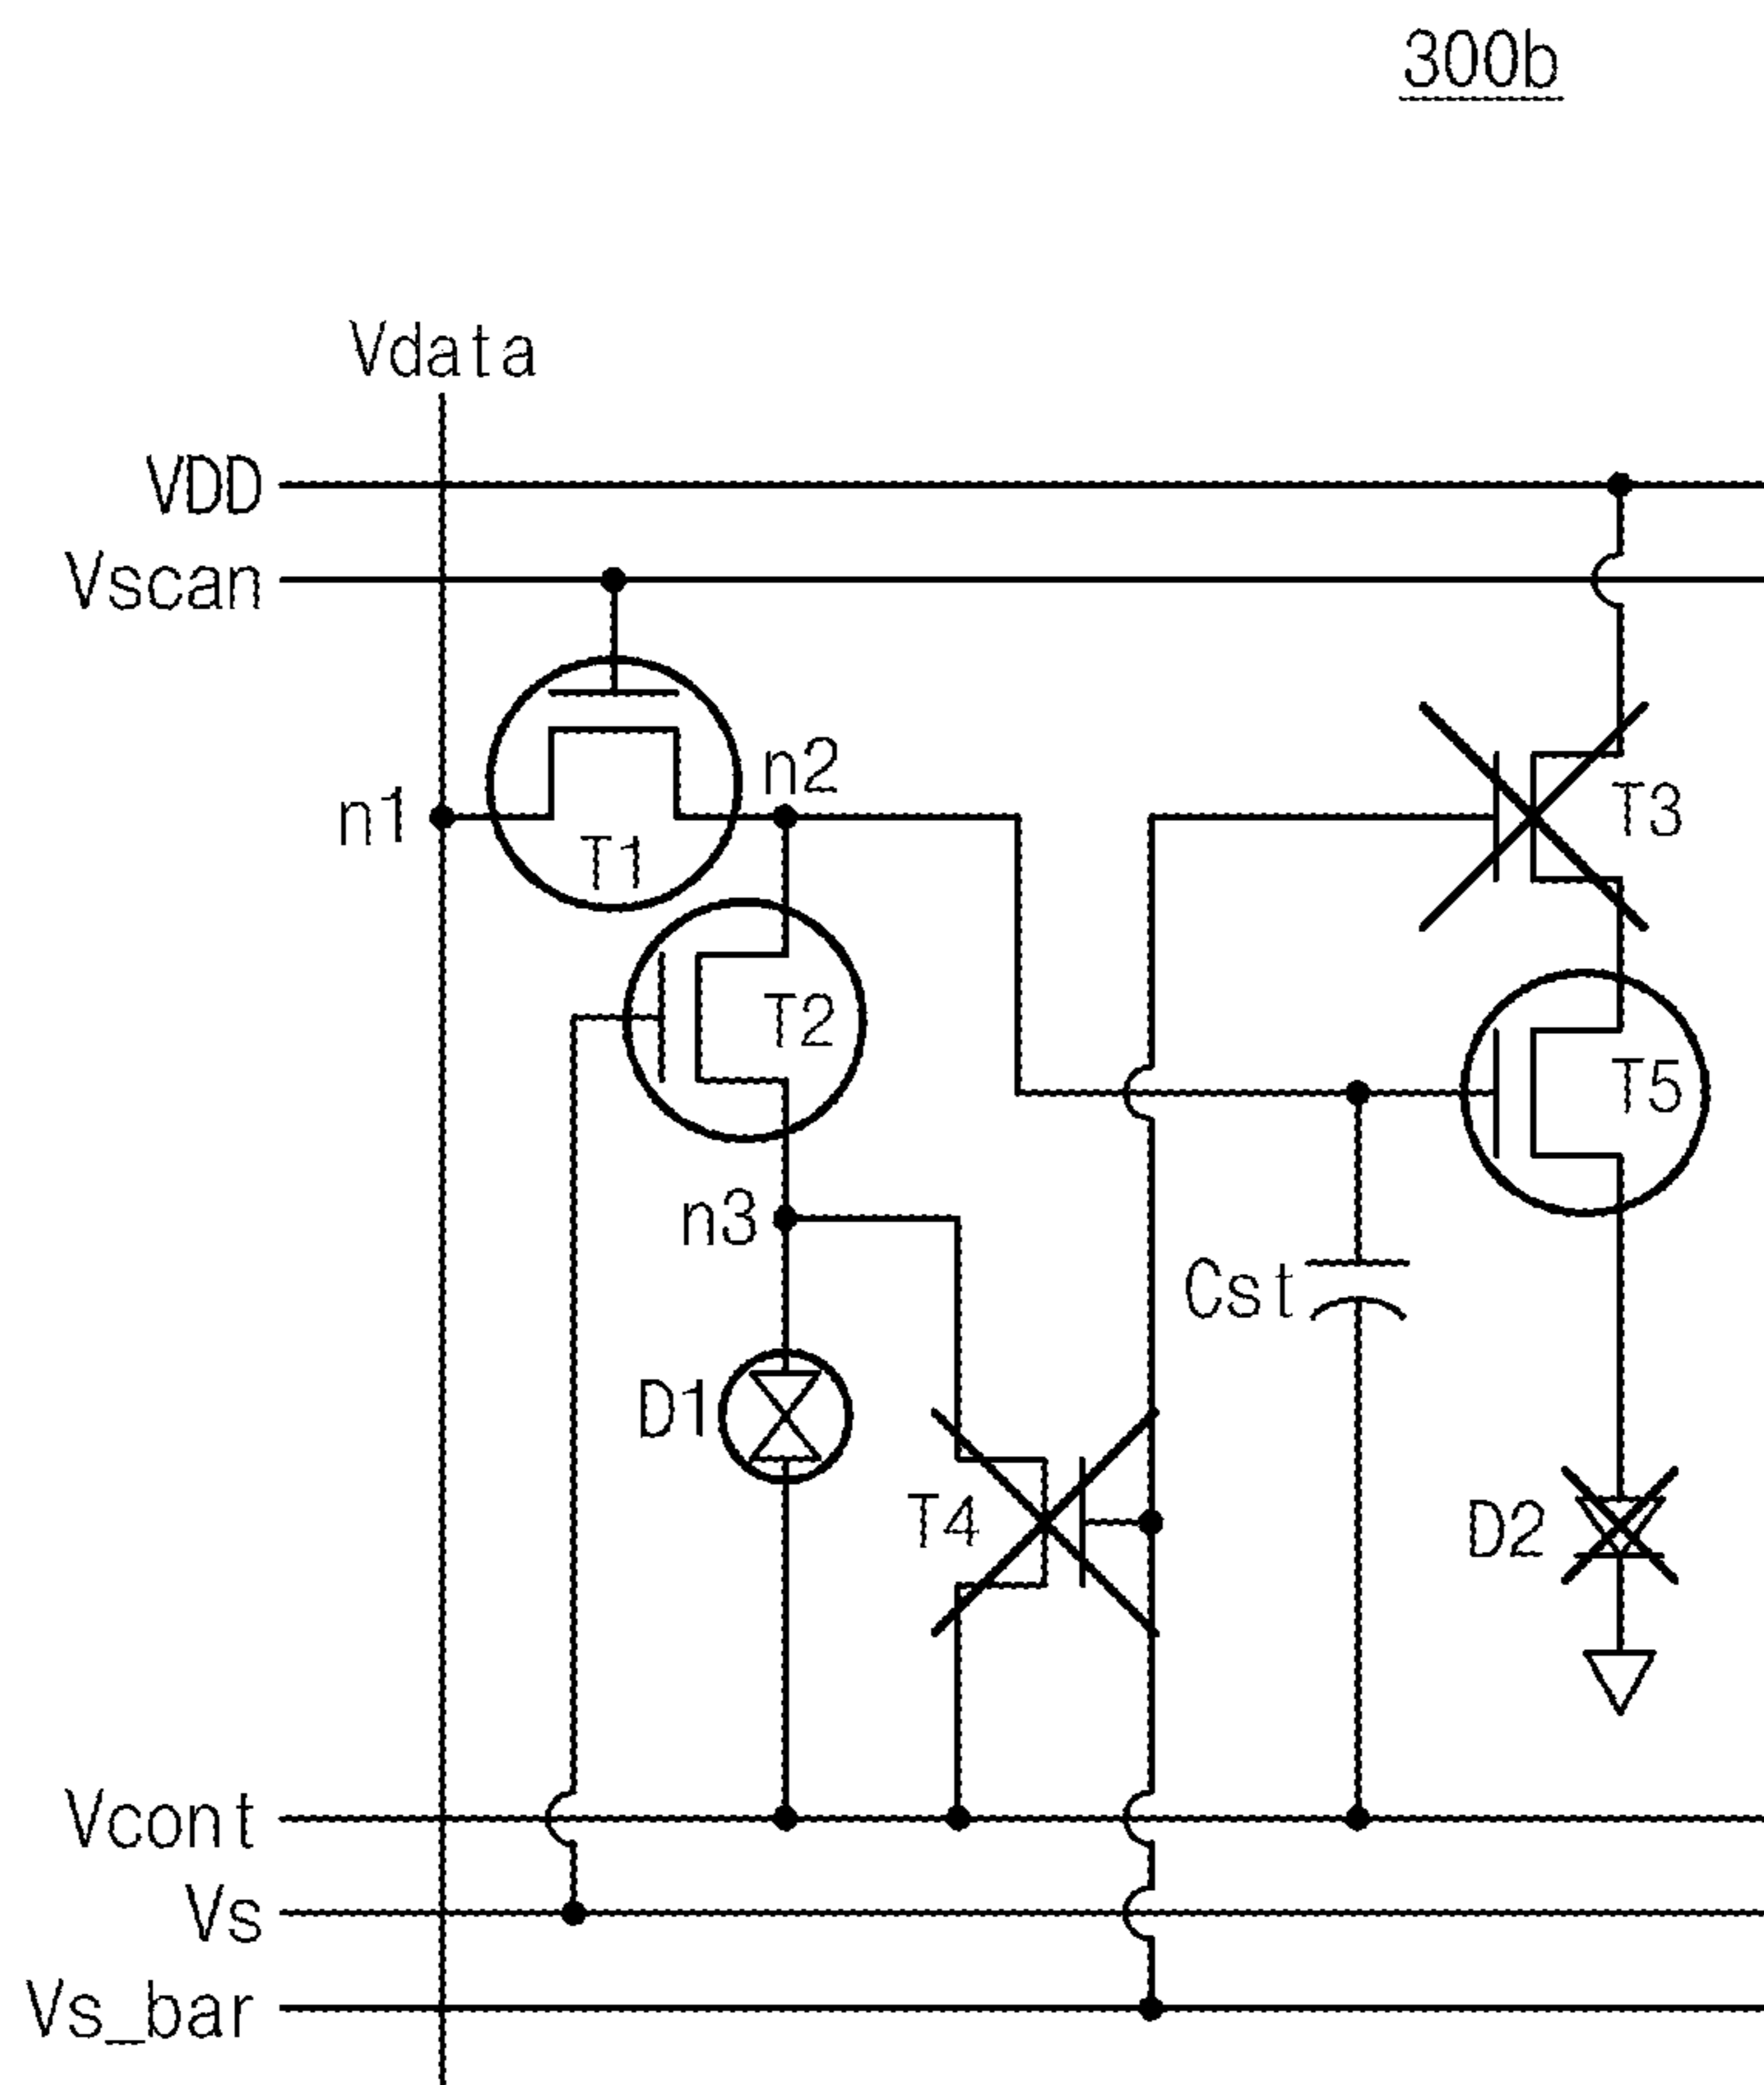 300b
Vdata
VDD
Vscan
n1
n2
T1
T3
T2
T5
n3
Cst
D1
T4
D2
Vcont
Vs
Vs_bar